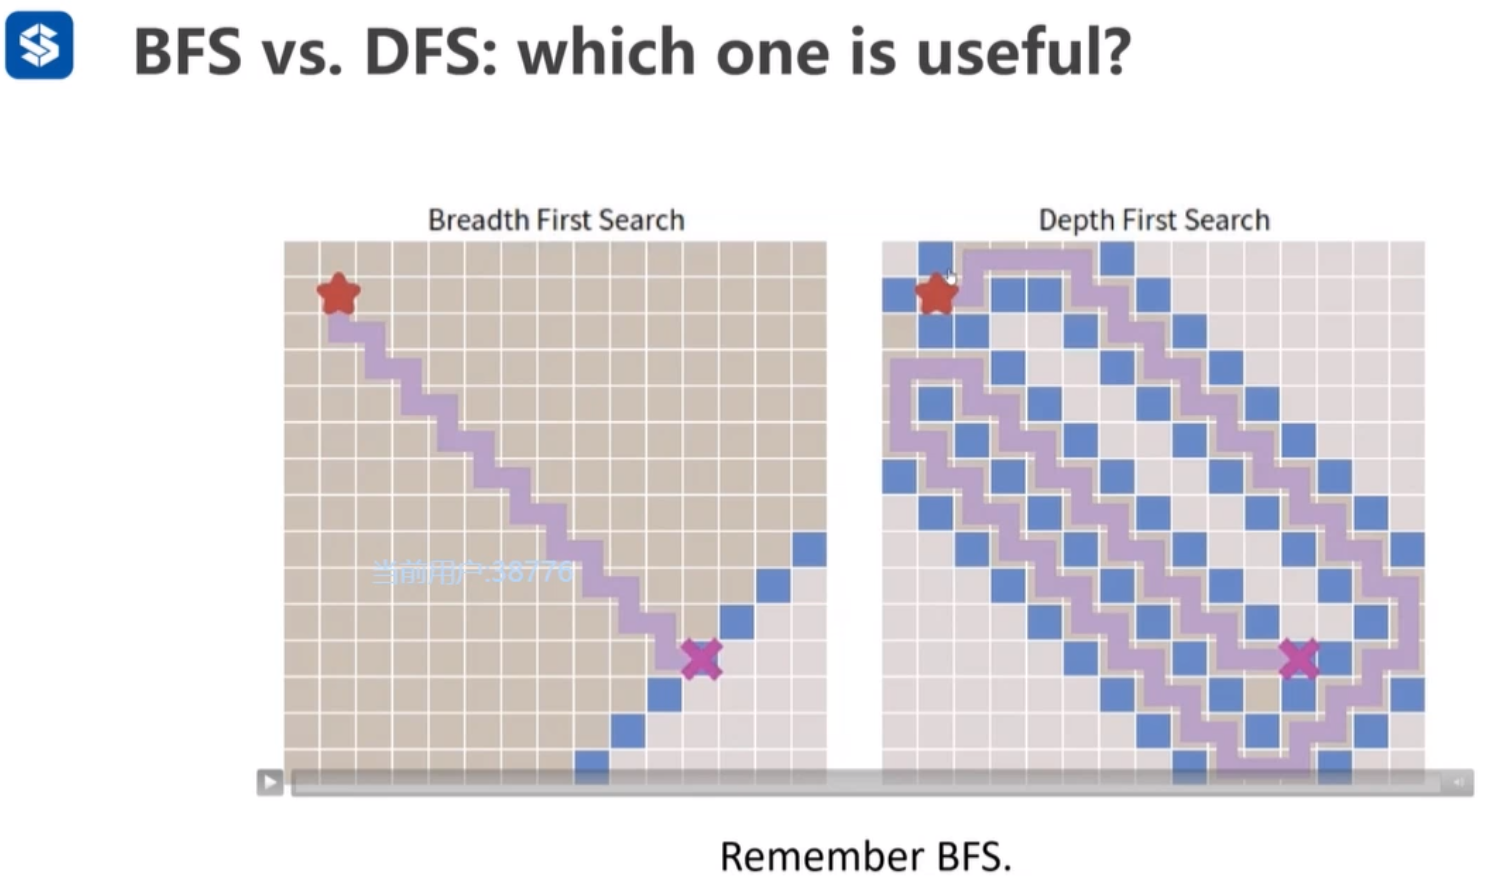 BFS vs. DFS: which one is useful?
Breadth First Search
Depth First Search
当前用户:38776
Remember BFS.